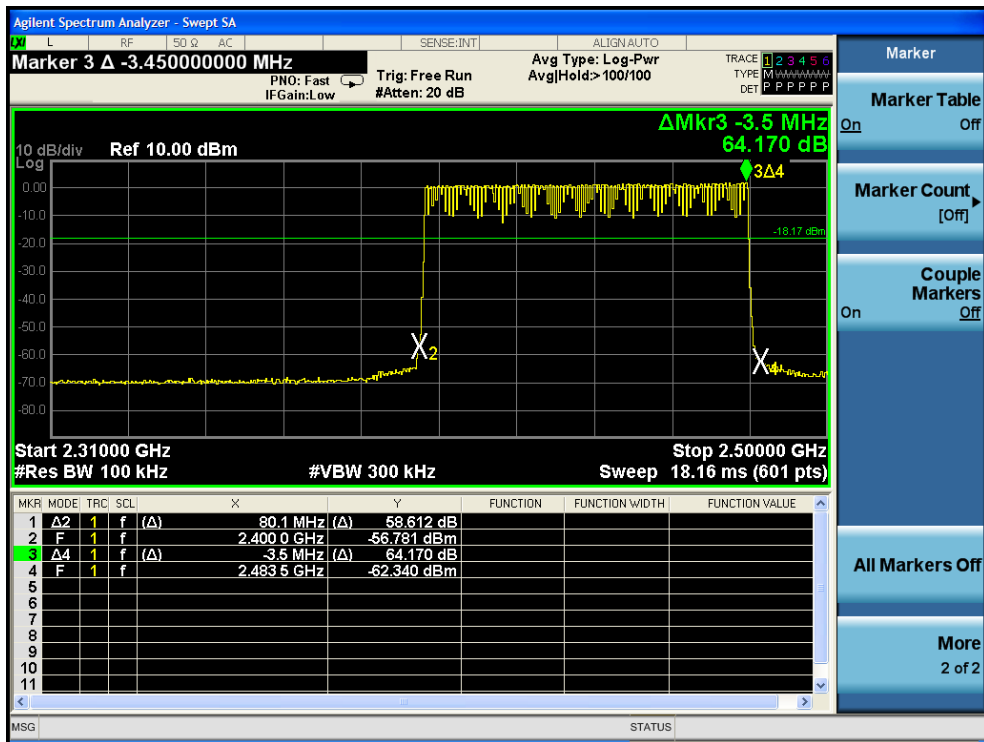 Agilent Spectrum Analyzer - Swept SA
LXI L RF 50 Ω AC SENSE:INT ALIGN AUTO
Marker 3 Δ -3.450000000 MHz
PNO: Fast
IFGain:Low
Trig: Free Run
#Atten: 20 dB
Avg Type: Log-Pwr
Avg|Hold:>100/100
TRACE 1 2 3 4 5 6
TYPE M WWWWW
DET P P P P P P
ΔMkr3 -3.5 MHz
64.170 dB
10 dB/div Ref 10.00 dBm
Log
3Δ4
0.00
-10.0
-18.17 dBm
-20.0
-30.0
-40.0
-50.0
2
-60.0
4
-70.0
-80.0
Start 2.31000 GHz Stop 2.50000 GHz
#Res BW 100 kHz #VBW 300 kHz Sweep 18.16 ms (601 pts)
MKR MODE TRC SCL X Y FUNCTION FUNCTION WIDTH FUNCTION VALUE
1 Δ2 1 f (Δ) 80.1 MHz (Δ) 58.612 dB
2 F 1 f 2.400 0 GHz -56.781 dBm
3 Δ4 1 f (Δ) -3.5 MHz (Δ) 64.170 dB
4 F 1 f 2.483 5 GHz -62.340 dBm
5
6
7
8
9
10
11
MSG STATUS
Marker
Marker Table
On Off
Marker Count
[Off]
Couple
Markers
On Off
All Markers Off
More
2 of 2